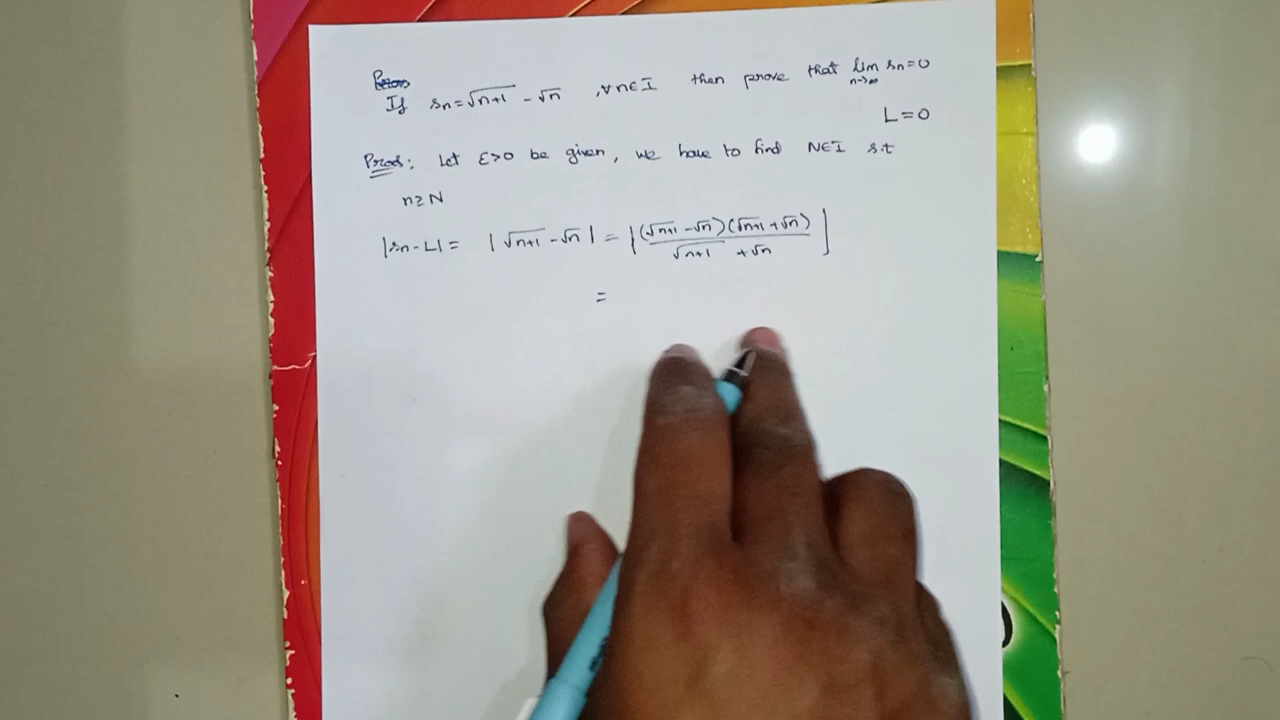 If sn = √n+1 - √n , ∀ n∈I then prove that lim n→∞ sn = 0
L = 0
Proof: Let ε>0 be given, we have to find N∈I s.t
n ≥ N
|sn - L| = |√n+1 - √n| = |(√n+1 - √n)(√n+1 + √n) / √n+1 + √n|
=